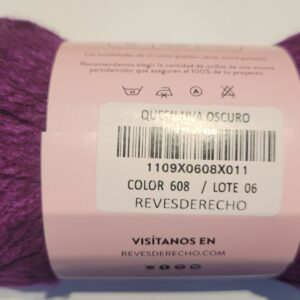 Las tonalidades de un color pueden variar entre partidas.
Recomendamos elegir la cantidad de ovillos de una misma
partida/color que aseguren el 100% de tu proyecto.
QUEEN UVA OSCURO
1109X0608X011
COLOR 608 / LOTE 06
REVESDERECHO
VISÍTANOS EN
REVESDERECHO.COM